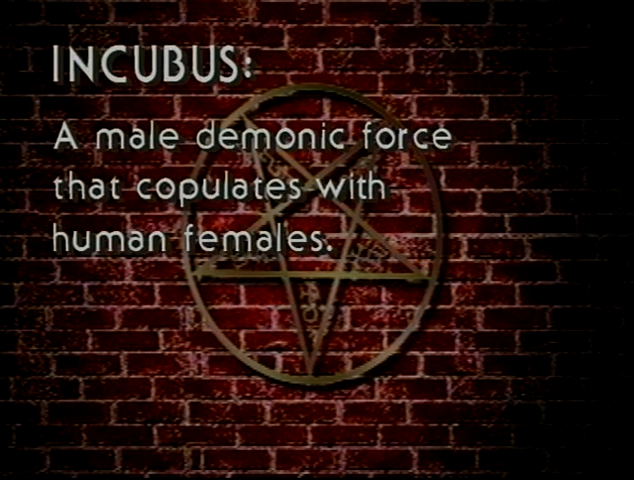 INCUBUS:
A male demonic force
that copulates with
human females.